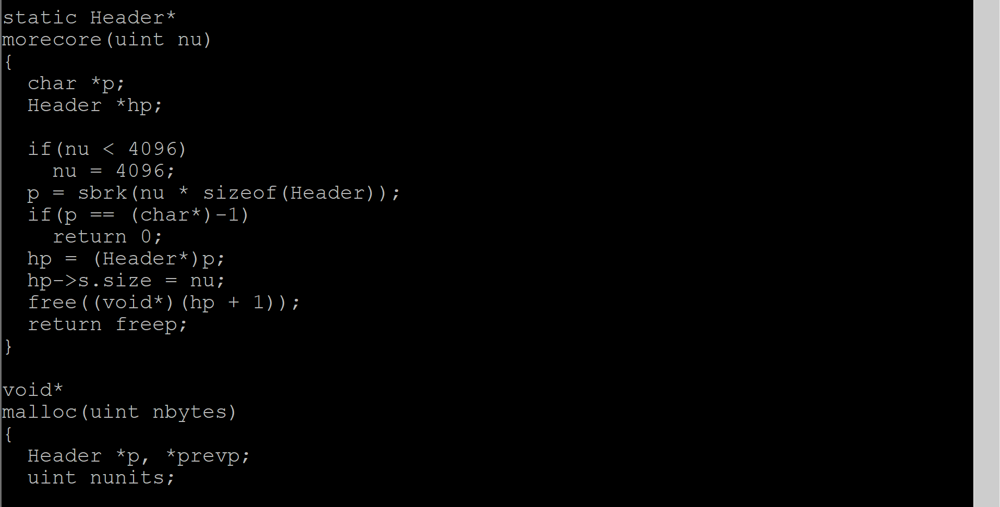 static Header*
morecore(uint nu)
{
  char *p;
  Header *hp;

  if(nu < 4096)
    nu = 4096;
  p = sbrk(nu * sizeof(Header));
  if(p == (char*)-1)
    return 0;
  hp = (Header*)p;
  hp->s.size = nu;
  free((void*)(hp + 1));
  return freep;
}

void*
malloc(uint nbytes)
{
  Header *p, *prevp;
  uint nunits;